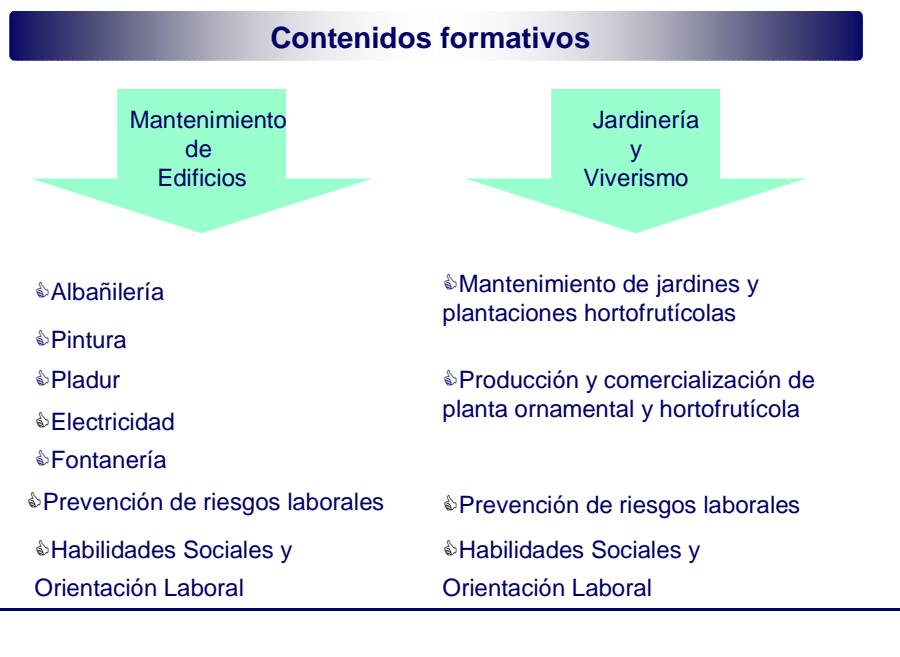 Contenidos formativos
Mantenimiento
de
Edificios
Albañilería
Pintura
Pladur
Electricidad
Fontanería
Prevención de riesgos laborales
Habilidades Sociales y
Orientación Laboral
Jardinería
y
Viverismo
Mantenimiento de jardines y
plantaciones hortofrutícolas
Producción y comercialización de
planta ornamental y hortofrutícola
Prevención de riesgos laborales
Habilidades Sociales y
Orientación Laboral